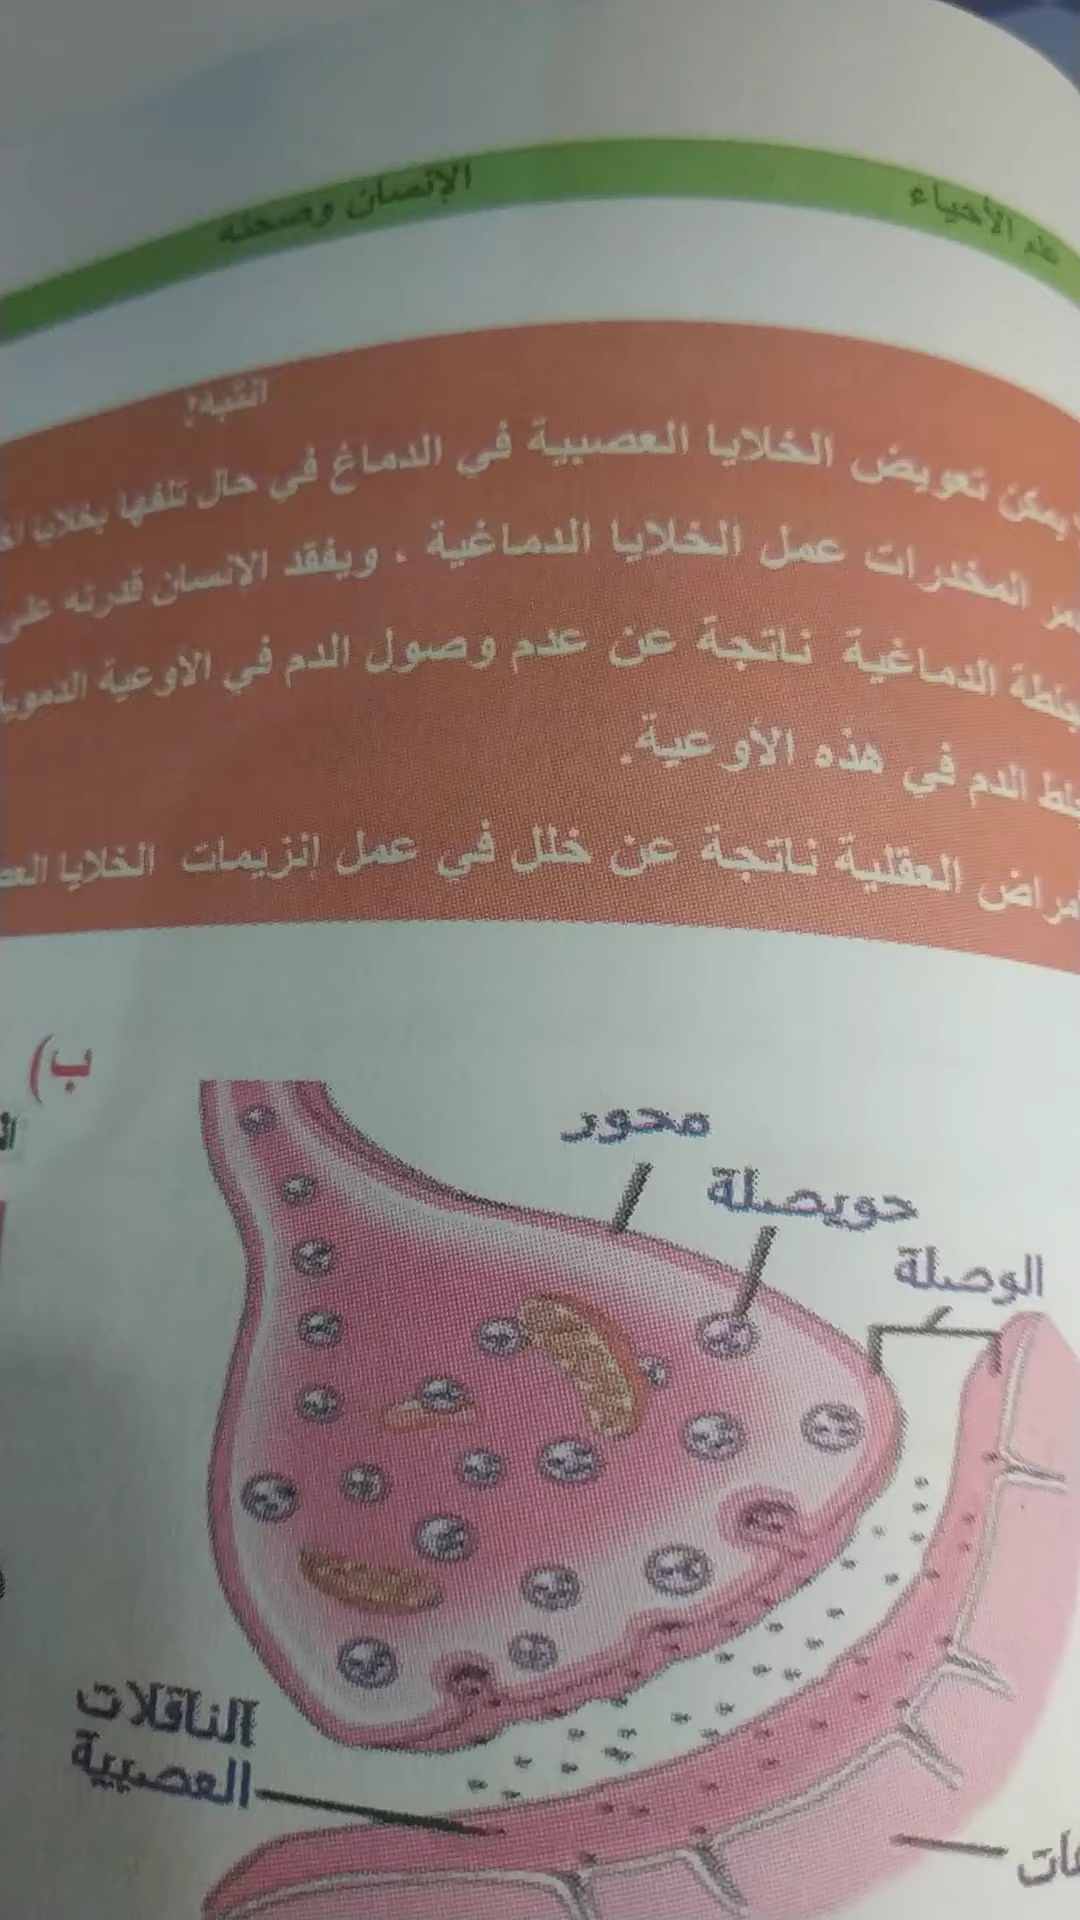 علم الأحياء
الإنسان وصحته
انتبه!
يمكن تعويض الخلايا العصبية في الدماغ في حال تلفها بخلايا
المخدرات عمل الخلايا الدماغية ، ويفقد الإنسان قدرته على
الدماغية ناتجة عن عدم وصول الدم في الأوعية
الدم في هذه الأوعية.
العقلية ناتجة عن خلل في عمل إنزيمات الخلايا
ب)
محور
حويصلة
الوصلة
الناقلات
العصبية